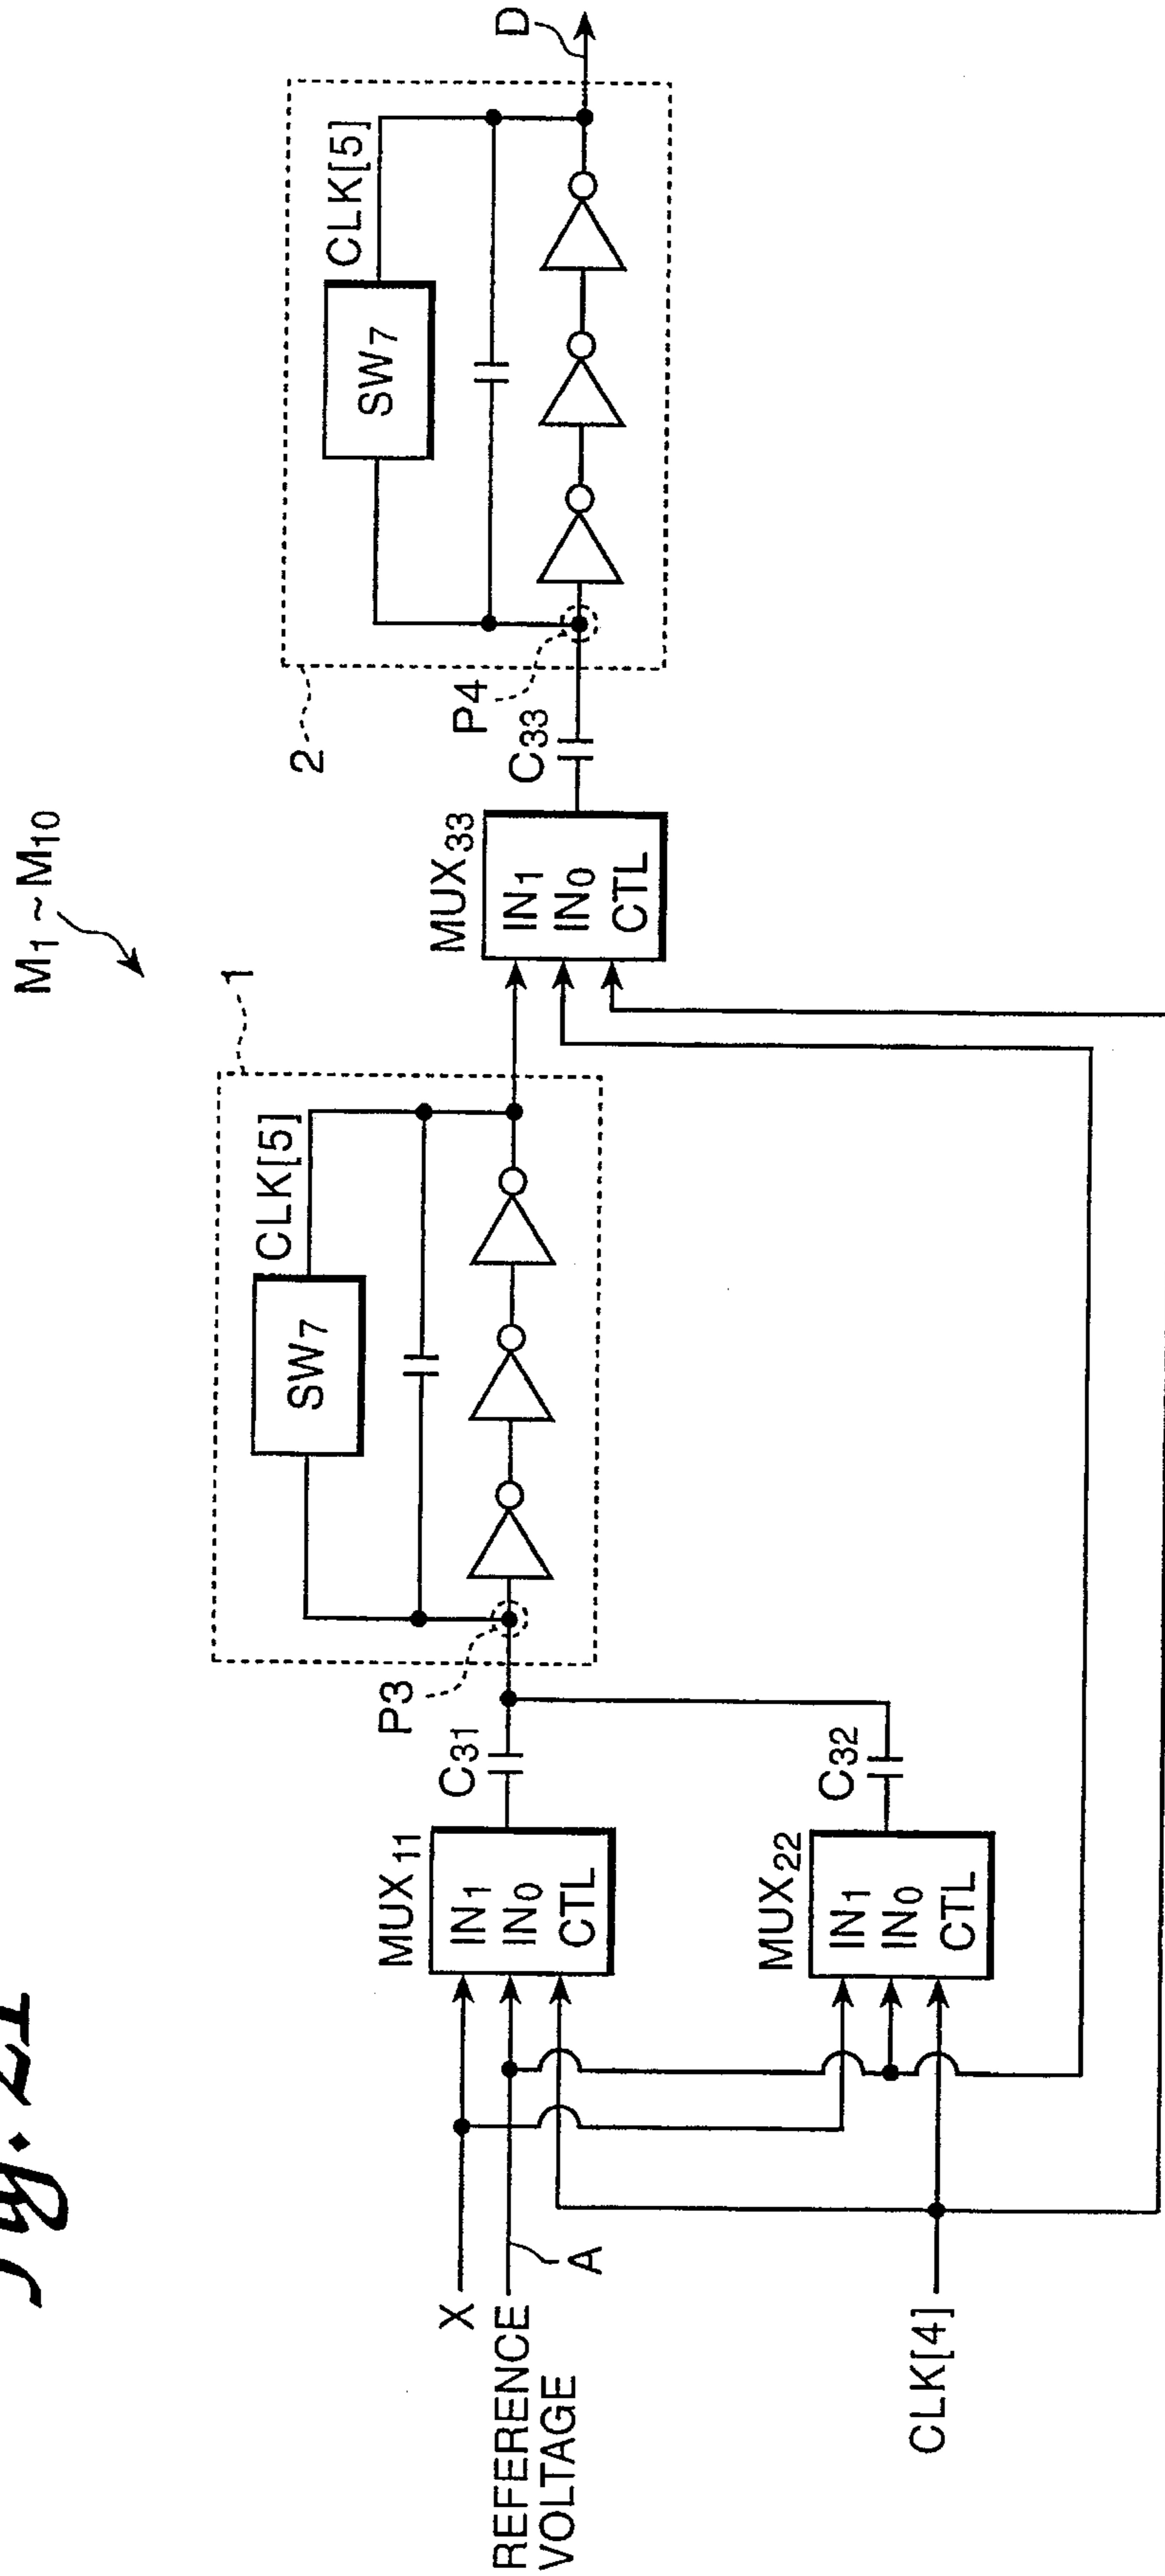 Fig. 21
M1 ~ M10
X
REFERENCE
VOLTAGE
A
CLK[4]
MUX11
IN1
IN0
CTL
C31
MUX22
IN1
IN0
CTL
C32
P3
1
SW7
CLK[5]
MUX33
IN1
IN0
CTL
C33
P4
2
SW7
CLK[5]
D